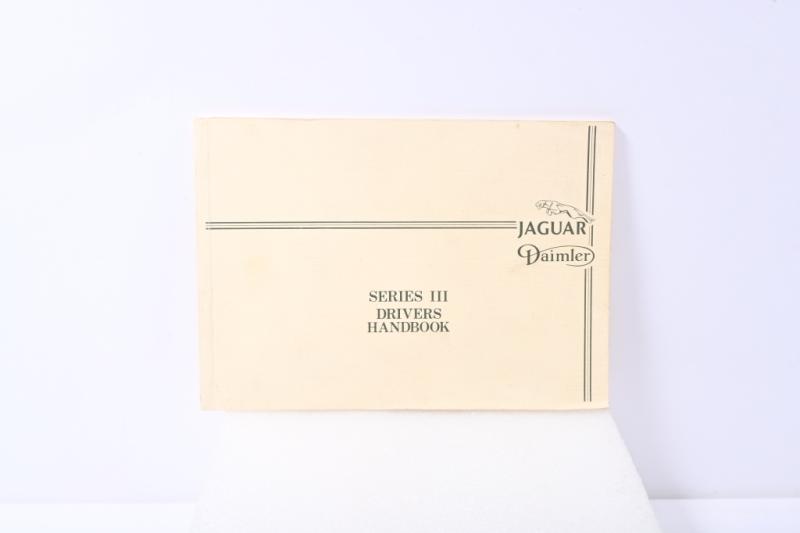 JAGUAR
Daimler
SERIES III
DRIVERS
HANDBOOK